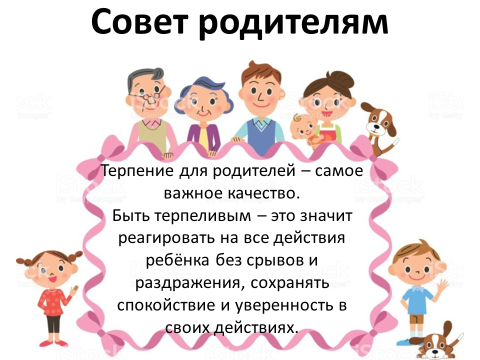 Совет родителям
Терпение для родителей – самое
важное качество.
Быть терпеливым – это значит
реагировать на все действия
ребёнка без срывов и
раздражения, сохранять
спокойствие и уверенность в
своих действиях.